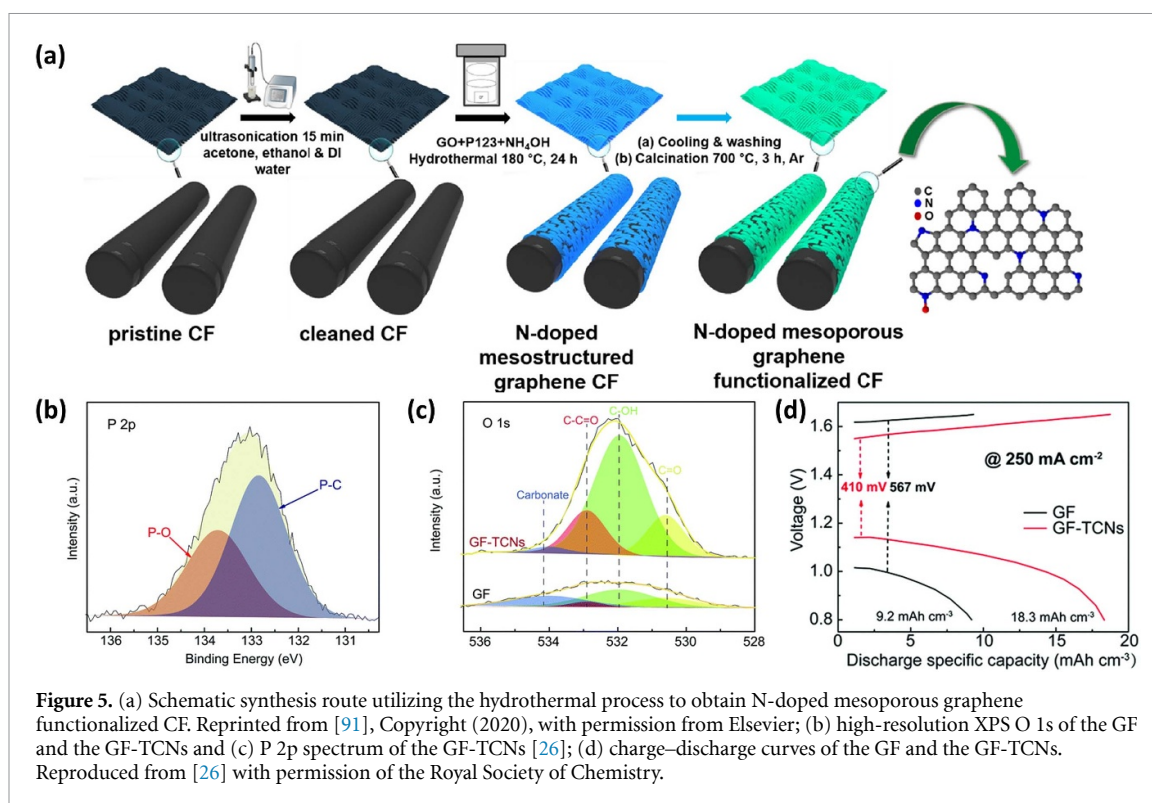 (a)
ultrasonication 15 min
acetone, ethanol & DI
water
GO+P123+NH₄OH
Hydrothermal 180 °C, 24 h
(a) Cooling & washing
(b) Calcination 700 °C, 3 h, Ar
C
N
O
pristine CF
cleaned CF
N-doped
mesostructured
graphene CF
N-doped mesoporous
graphene
functionalized CF
(b)
P 2p
P-C
P-O
Intensity (a.u.)
136 135 134 133 132 131
Binding Energy (eV)
(c)
O 1s
C-OH
C-C=O
C=O
Carbonate
GF-TCNs
GF
Intensity (a.u.)
536 534 532 530 528
Binding Energy (eV)
(d)
@ 250 mA cm⁻²
410 mV 567 mV
GF
GF-TCNs
9.2 mAh cm⁻³
18.3 mAh cm⁻³
Voltage (V)
1.6
1.4
1.2
1.0
0.8
0 5 10 15 20
Discharge specific capacity (mAh cm⁻³)
Figure 5. (a) Schematic synthesis route utilizing the hydrothermal process to obtain N-doped mesoporous graphene
functionalized CF. Reprinted from [91], Copyright (2020), with permission from Elsevier; (b) high-resolution XPS O 1s of the GF
and the GF-TCNs and (c) P 2p spectrum of the GF-TCNs [26]; (d) charge–discharge curves of the GF and the GF-TCNs.
Reproduced from [26] with permission of the Royal Society of Chemistry.